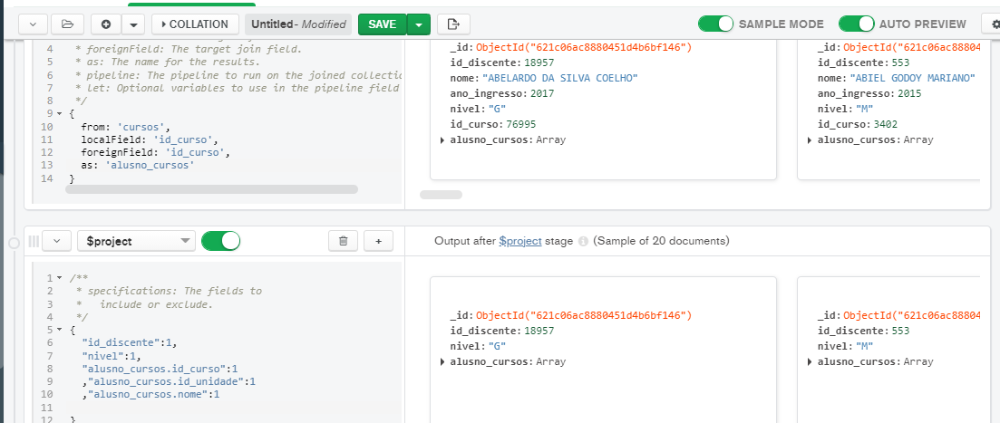 COLLATION
Untitled- Modified
SAVE
SAMPLE MODE
AUTO PREVIEW
4 * foreignField: The target join field.
5 * as: The name for the results.
6 * pipeline: The pipeline to run on the joined collectic
7 * let: Optional variables to use in the pipeline field
8 */
9 {
10 from: 'cursos',
11 localField: 'id_curso',
12 foreignField: 'id_curso',
13 as: 'alusno_cursos'
14 }
_id: ObjectId("621c06ac8880451d4b6bf146")
id_discente: 18957
nome: "ABELARDO DA SILVA COELHO"
ano_ingresso: 2017
nivel: "G"
id_curso: 76995
alusno_cursos: Array
_id: ObjectId("621c06ac88804
id_discente: 553
nome: "ABIEL GODOY MARIANO"
ano_ingresso: 2015
nivel: "M"
id_curso: 3402
alusno_cursos: Array
$project
+
Output after $project stage (Sample of 20 documents)
1 /**
2 * specifications: The fields to
3 * include or exclude.
4 */
5 {
6 "id_discente":1,
7 "nivel":1,
8 "alusno_cursos.id_curso":1
9 ,"alusno_cursos.id_unidade":1
10 ,"alusno_cursos.nome":1
11
12 }
_id: ObjectId("621c06ac8880451d4b6bf146")
id_discente: 18957
nivel: "G"
alusno_cursos: Array
_id: ObjectId("621c06ac88804
id_discente: 553
nivel: "M"
alusno_cursos: Array